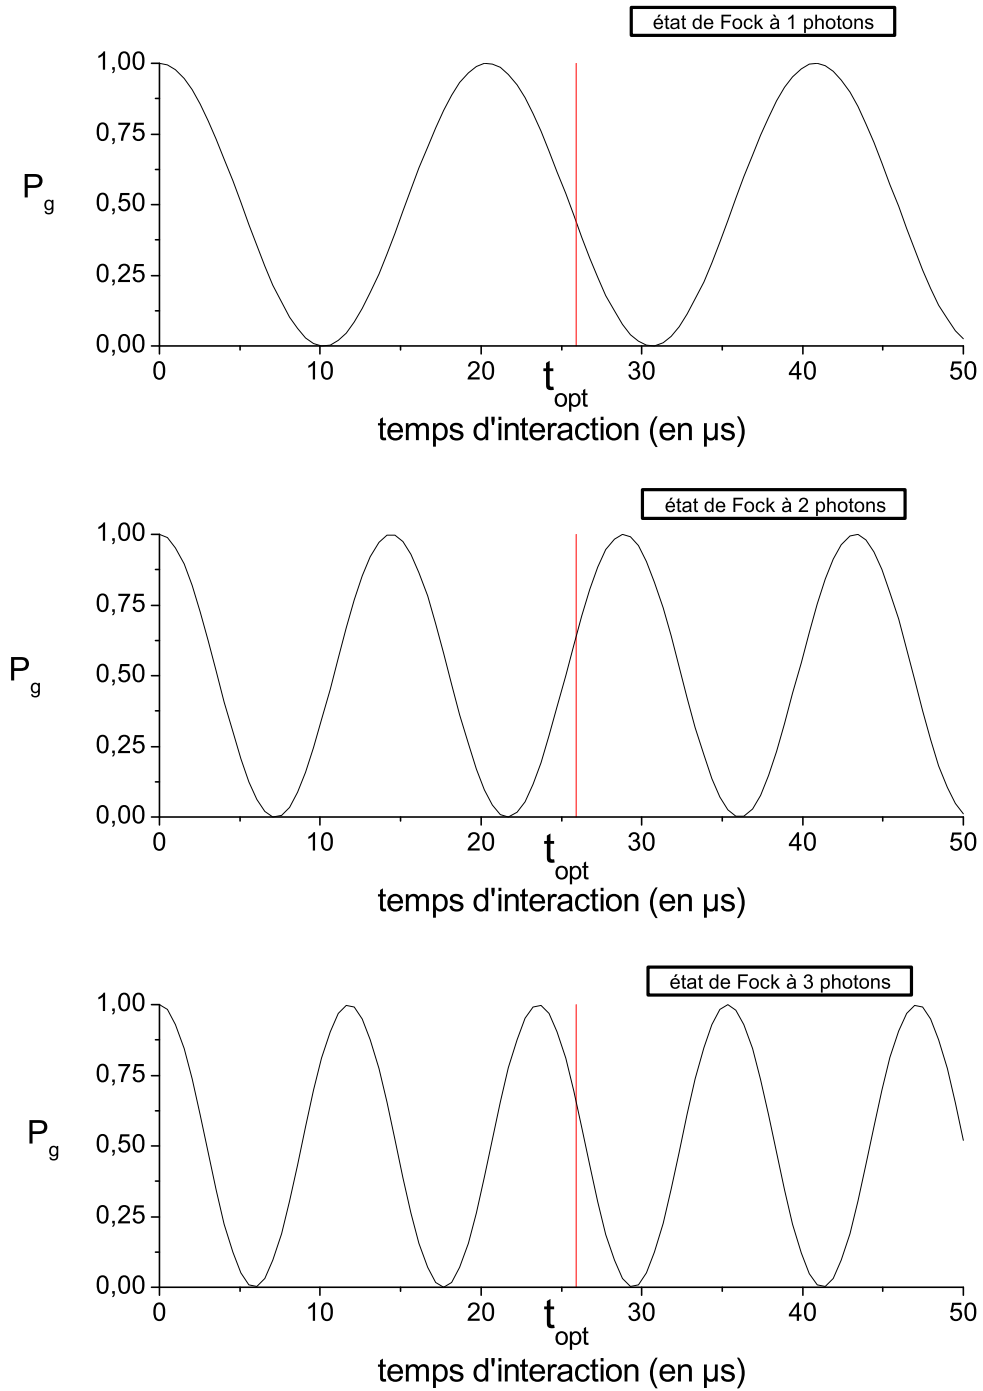 état de Fock à 1 photons
1,00
0,75
P_g
0,50
0,25
0,00
0 10 20 30 40 50
t_opt
temps d'interaction (en µs)
état de Fock à 2 photons
1,00
0,75
P_g
0,50
0,25
0,00
0 10 20 30 40 50
t_opt
temps d'interaction (en µs)
état de Fock à 3 photons
1,00
0,75
P_g
0,50
0,25
0,00
0 10 20 30 40 50
t_opt
temps d'interaction (en µs)